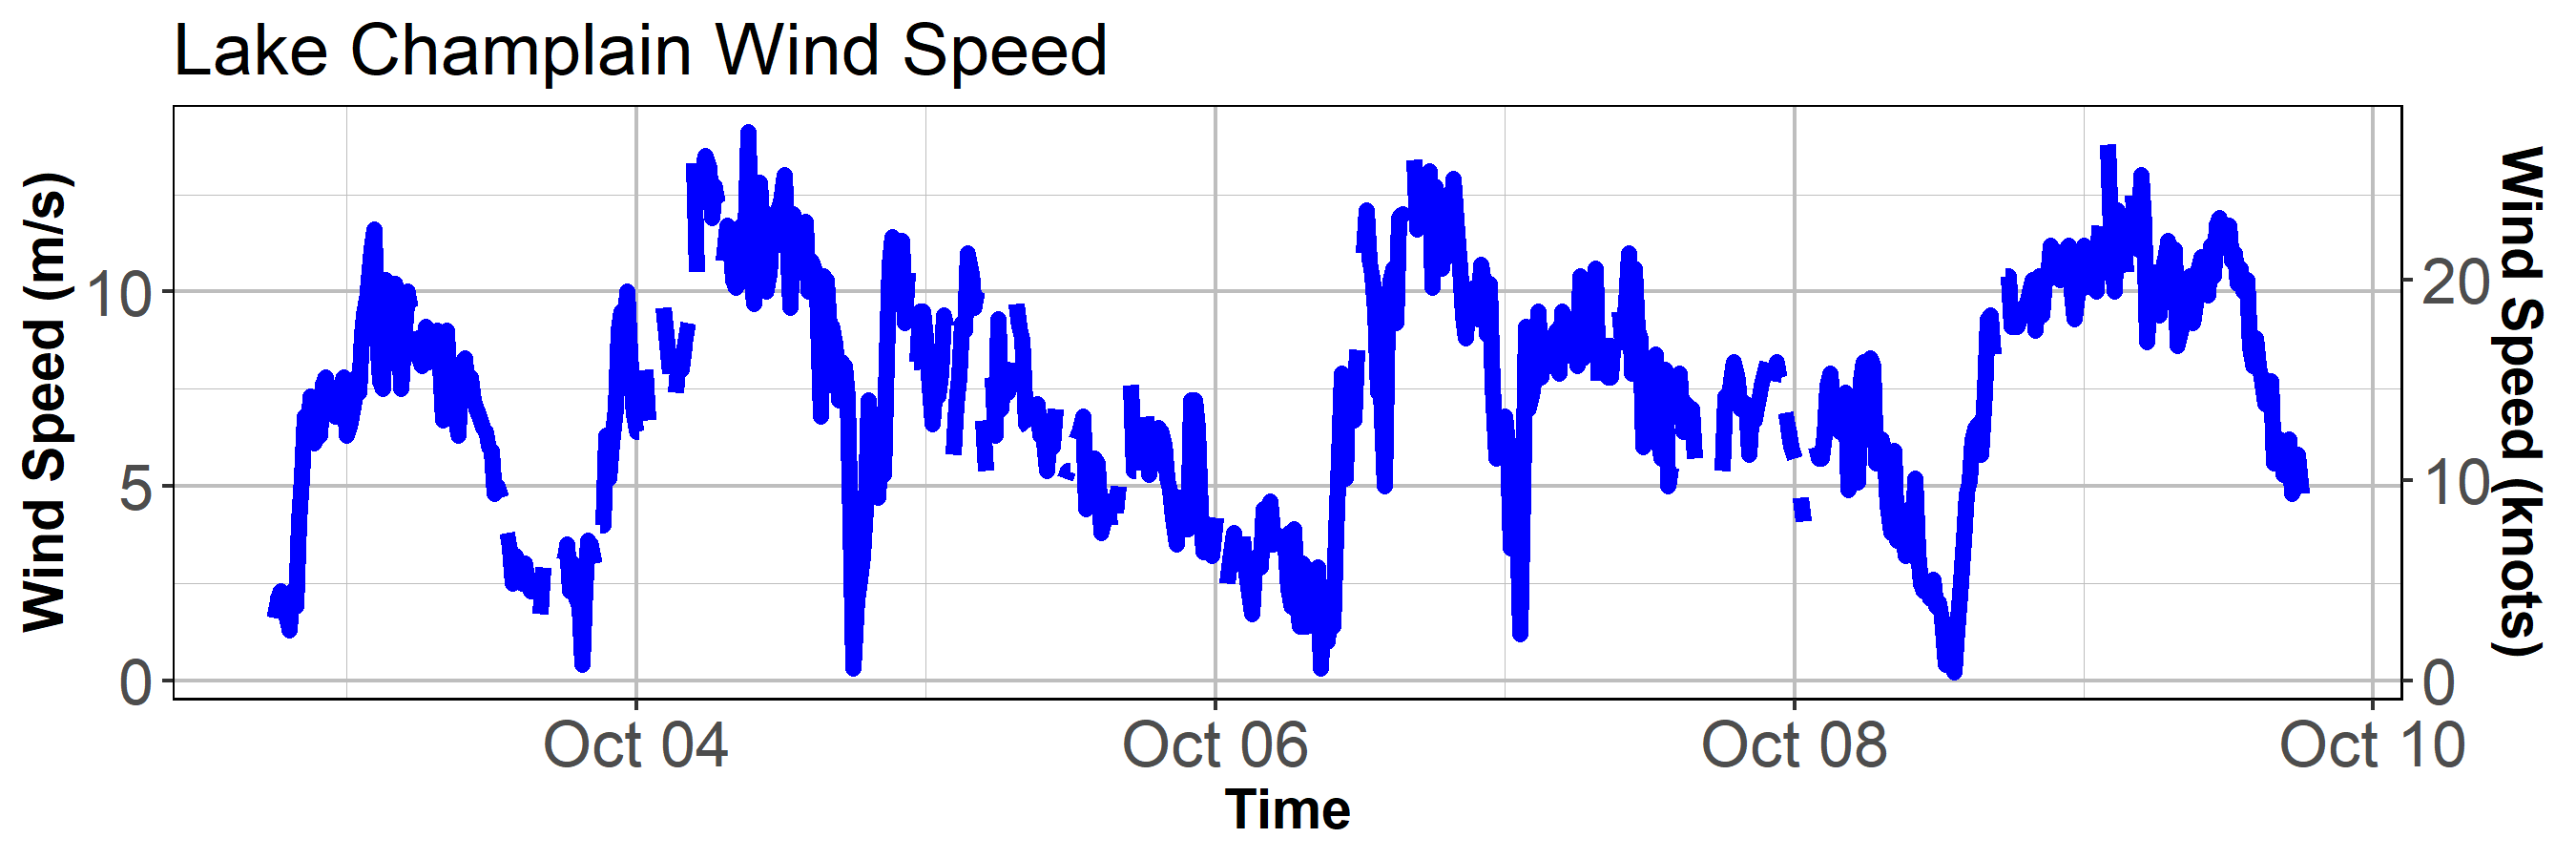 Lake Champlain Wind Speed
Wind Speed (m/s)
10
5
0
20
10
0
Wind Speed (knots)
Oct 04
Oct 06
Oct 08
Oct 10
Time